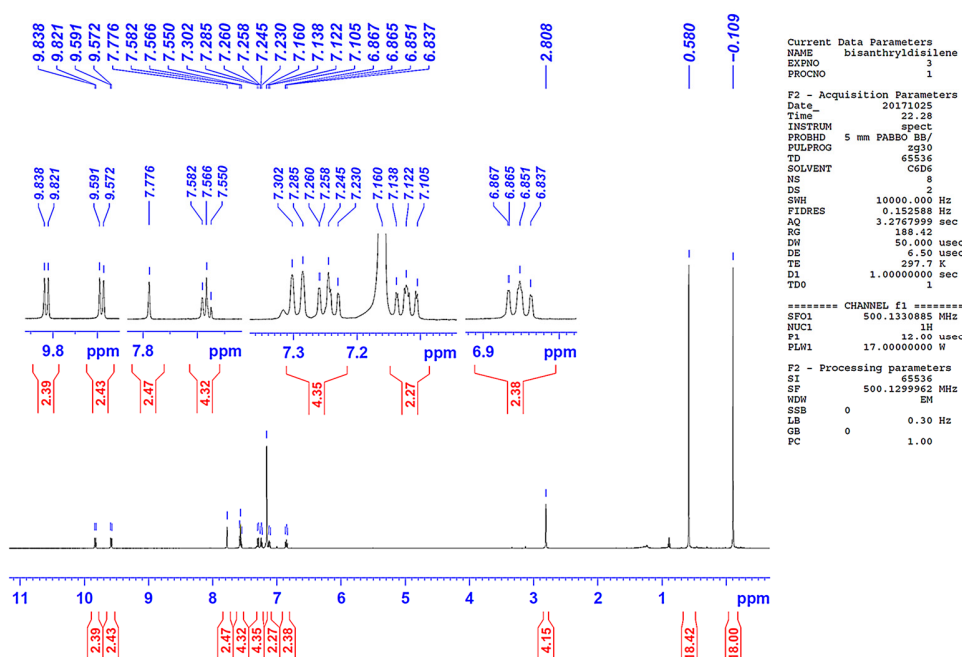 9.838 9.821 9.591 9.572 7.776 7.582 7.566 7.550 7.302 7.285 7.260 7.258 7.245 7.230 7.160 7.138 7.122 7.105 6.867 6.865 6.851 6.837 2.808 0.580 -0.109
9.838 9.821 9.591 9.572 7.776 7.582 7.566 7.550 7.302 7.285 7.260 7.258 7.245 7.230 7.160 7.138 7.122 7.105 6.867 6.865 6.851 6.837
9.8 ppm 7.8 ppm 7.3 7.2 ppm 6.9 ppm
2.39 2.43 2.47 4.32 4.35 2.27 2.38
11 10 9 8 7 6 5 4 3 2 1 ppm
2.39 2.43 2.47 4.32 4.35 2.27 2.38 4.15 18.42 18.00
Current Data Parameters
NAME bisanthryldisilene
EXPNO 3
PROCNO 1
F2 - Acquisition Parameters
Date_ 20171025
Time 22.28
INSTRUM spect
PROBHD 5 mm PABBO BB/
PULPROG zg30
TD 65536
SOLVENT C6D6
NS 8
DS 2
SWH 10000.000 Hz
FIDRES 0.152588 Hz
AQ 3.2767999 sec
RG 188.42
DW 50.000 usec
DE 6.50 usec
TE 297.7 K
D1 1.00000000 sec
TD0 1
======= CHANNEL f1 =======
SFO1 500.1330885 MHz
NUC1 1H
P1 12.00 usec
PLW1 17.00000000 W
F2 - Processing parameters
SI 65536
SF 500.1299962 MHz
WDW EM
SSB 0
LB 0.30 Hz
GB 0
PC 1.00